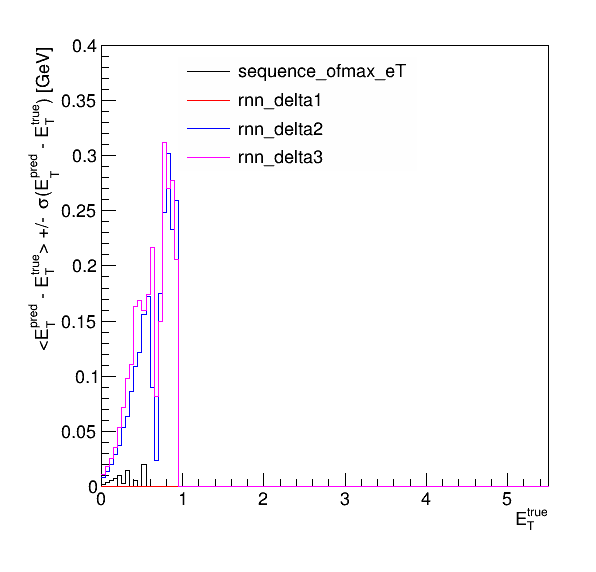 <E_T^pred - E_T^true> +/- σ(E_T^pred - E_T^true) [GeV]
0.4
0.35
0.3
0.25
0.2
0.15
0.1
0.05
0
sequence_ofmax_eT
rnn_delta1
rnn_delta2
rnn_delta3
0 1 2 3 4 5
E_T^true